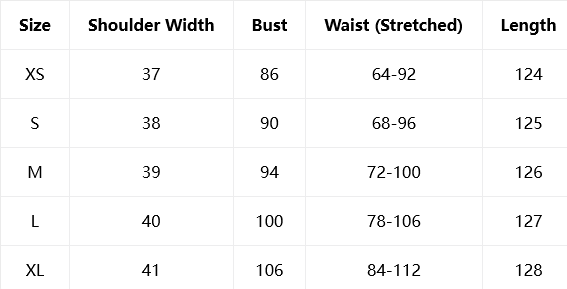 Size Shoulder Width Bust Waist (Stretched) Length
XS 37 86 64-92 124
S 38 90 68-96 125
M 39 94 72-100 126
L 40 100 78-106 127
XL 41 106 84-112 128